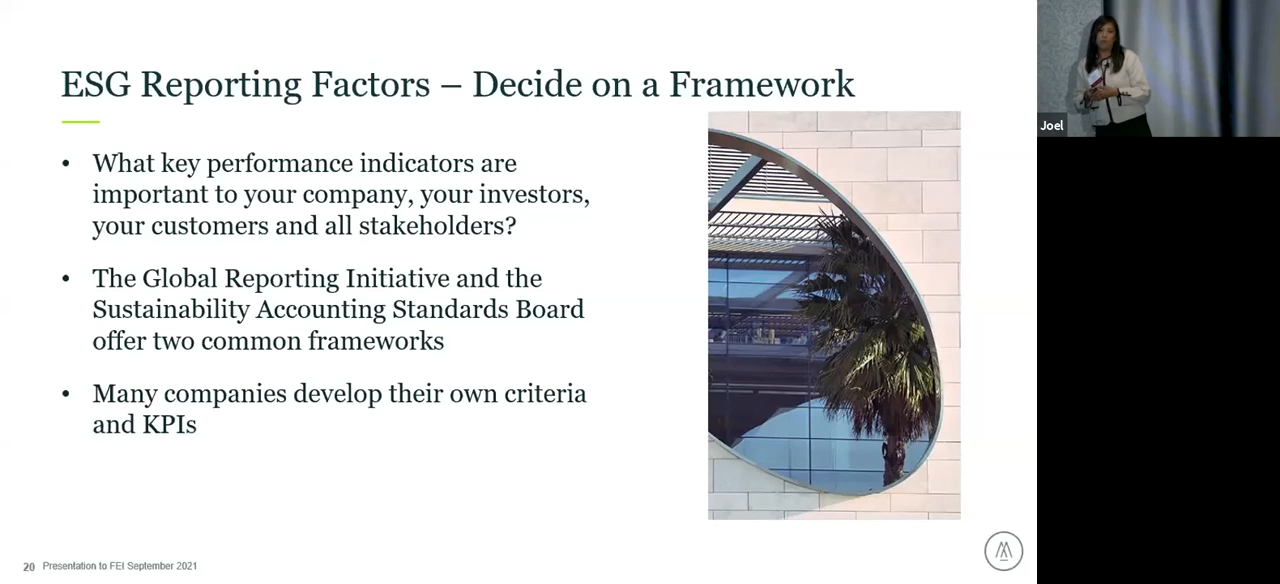 ESG Reporting Factors – Decide on a Framework
• What key performance indicators are
important to your company, your investors,
your customers and all stakeholders?
• The Global Reporting Initiative and the
Sustainability Accounting Standards Board
offer two common frameworks
• Many companies develop their own criteria
and KPIs
20 Presentation to FEI September 2021
Joel